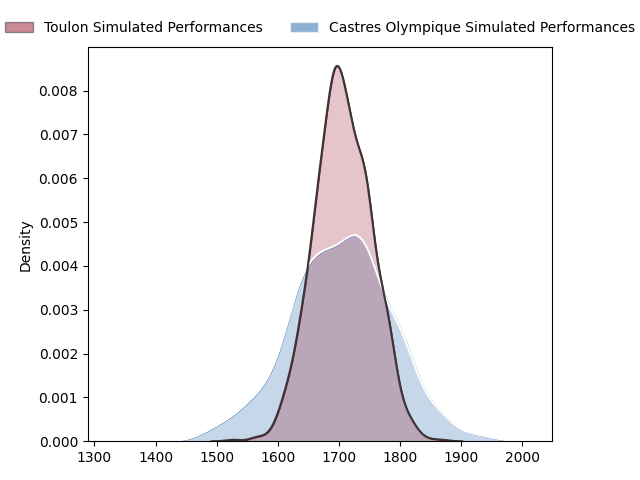 Toulon Simulated Performances
Castres Olympique Simulated Performances
Density
0.008
0.007
0.006
0.005
0.004
0.003
0.002
0.001
0.000
1300 1400 1500 1600 1700 1800 1900 2000